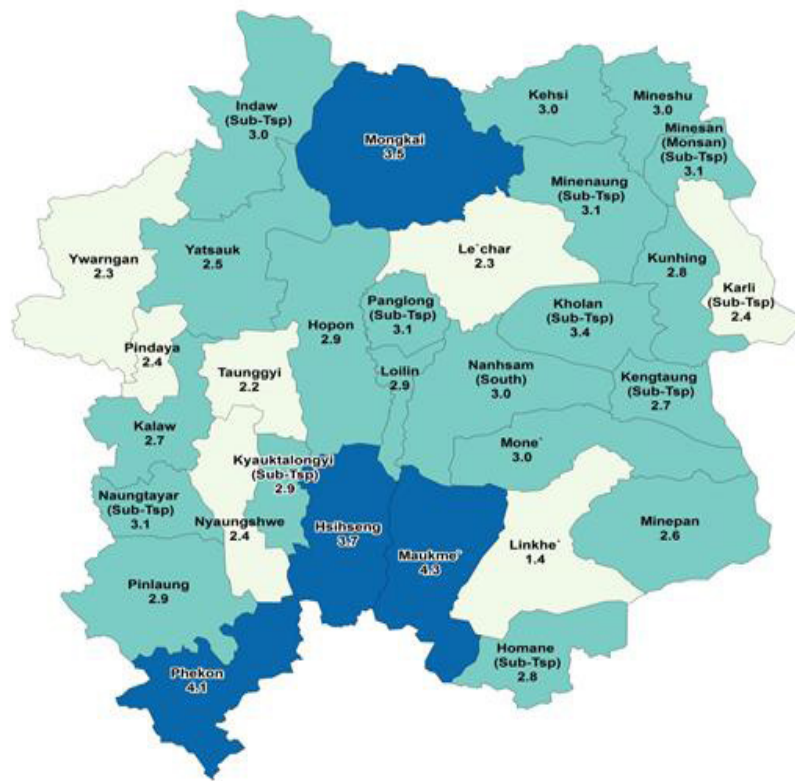 Indaw
(Sub-Tsp)
3.0
Mongkai
3.5
Kehsi
3.0
Mineshu
3.0
Minesan
(Monsan)
(Sub-Tsp)
3.1
Minenaung
(Sub-Tsp)
3.1
Ywarngan
2.3
Yatsauk
2.5
Le`char
2.3
Kunhing
2.8
Karli
(Sub-Tsp)
2.4
Panglong
(Sub-Tsp)
3.1
Kholan
(Sub-Tsp)
3.4
Hopon
2.9
Pindaya
2.4
Taunggyi
2.2
Loilin
2.9
Nanhsam
(South)
3.0
Kengtaung
(Sub-Tsp)
2.7
Kalaw
2.7
Mone`
3.0
Kyauktalongyi
(Sub-Tsp)
2.9
Naungtayar
(Sub-Tsp)
3.1
Nyaungshwe
2.4
Hsihseng
3.7
Maukme`
4.3
Linkhe`
1.4
Minepan
2.6
Pinlaung
2.9
Homane
(Sub-Tsp)
2.8
Phekon
4.1